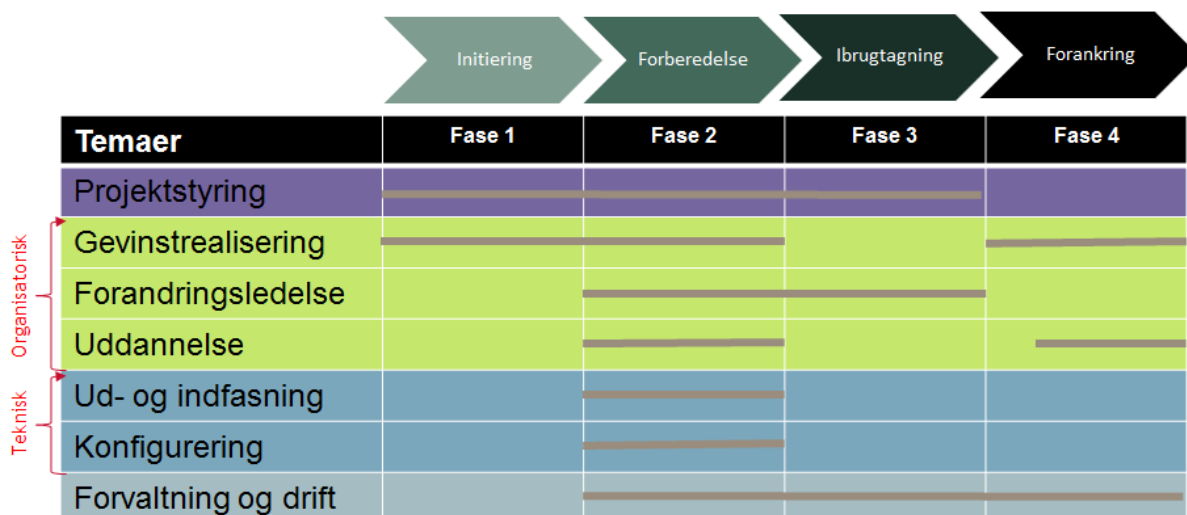 Initiering
Forberedelse
Ibrugtagning
Forankring
Temaer Fase 1 Fase 2 Fase 3 Fase 4
Projektstyring
Organisatorisk
Gevinstrealisering
Forandringsledelse
Uddannelse
Teknisk
Ud- og indfasning
Konfigurering
Forvaltning og drift